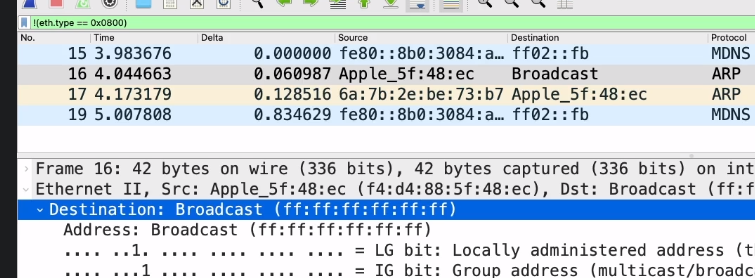 !(eth.type == 0x0800)
No. Time Delta Source Destination Protocol
15 3.983676 0.000000 fe80::8b0:3084:a… ff02::fb MDNS
16 4.044663 0.060987 Apple_5f:48:ec Broadcast ARP
17 4.173179 0.128516 6a:7b:2e:be:73:b7 Apple_5f:48:ec ARP
19 5.007808 0.834629 fe80::8b0:3084:a… ff02::fb MDNS
Frame 16: 42 bytes on wire (336 bits), 42 bytes captured (336 bits) on int
Ethernet II, Src: Apple_5f:48:ec (f4:d4:88:5f:48:ec), Dst: Broadcast (ff:f
Destination: Broadcast (ff:ff:ff:ff:ff:ff)
Address: Broadcast (ff:ff:ff:ff:ff:ff)
.... ..1. .... .... .... .... = LG bit: Locally administered address (t
.... ...1 .... .... .... .... = IG bit: Group address (multicast/broadc